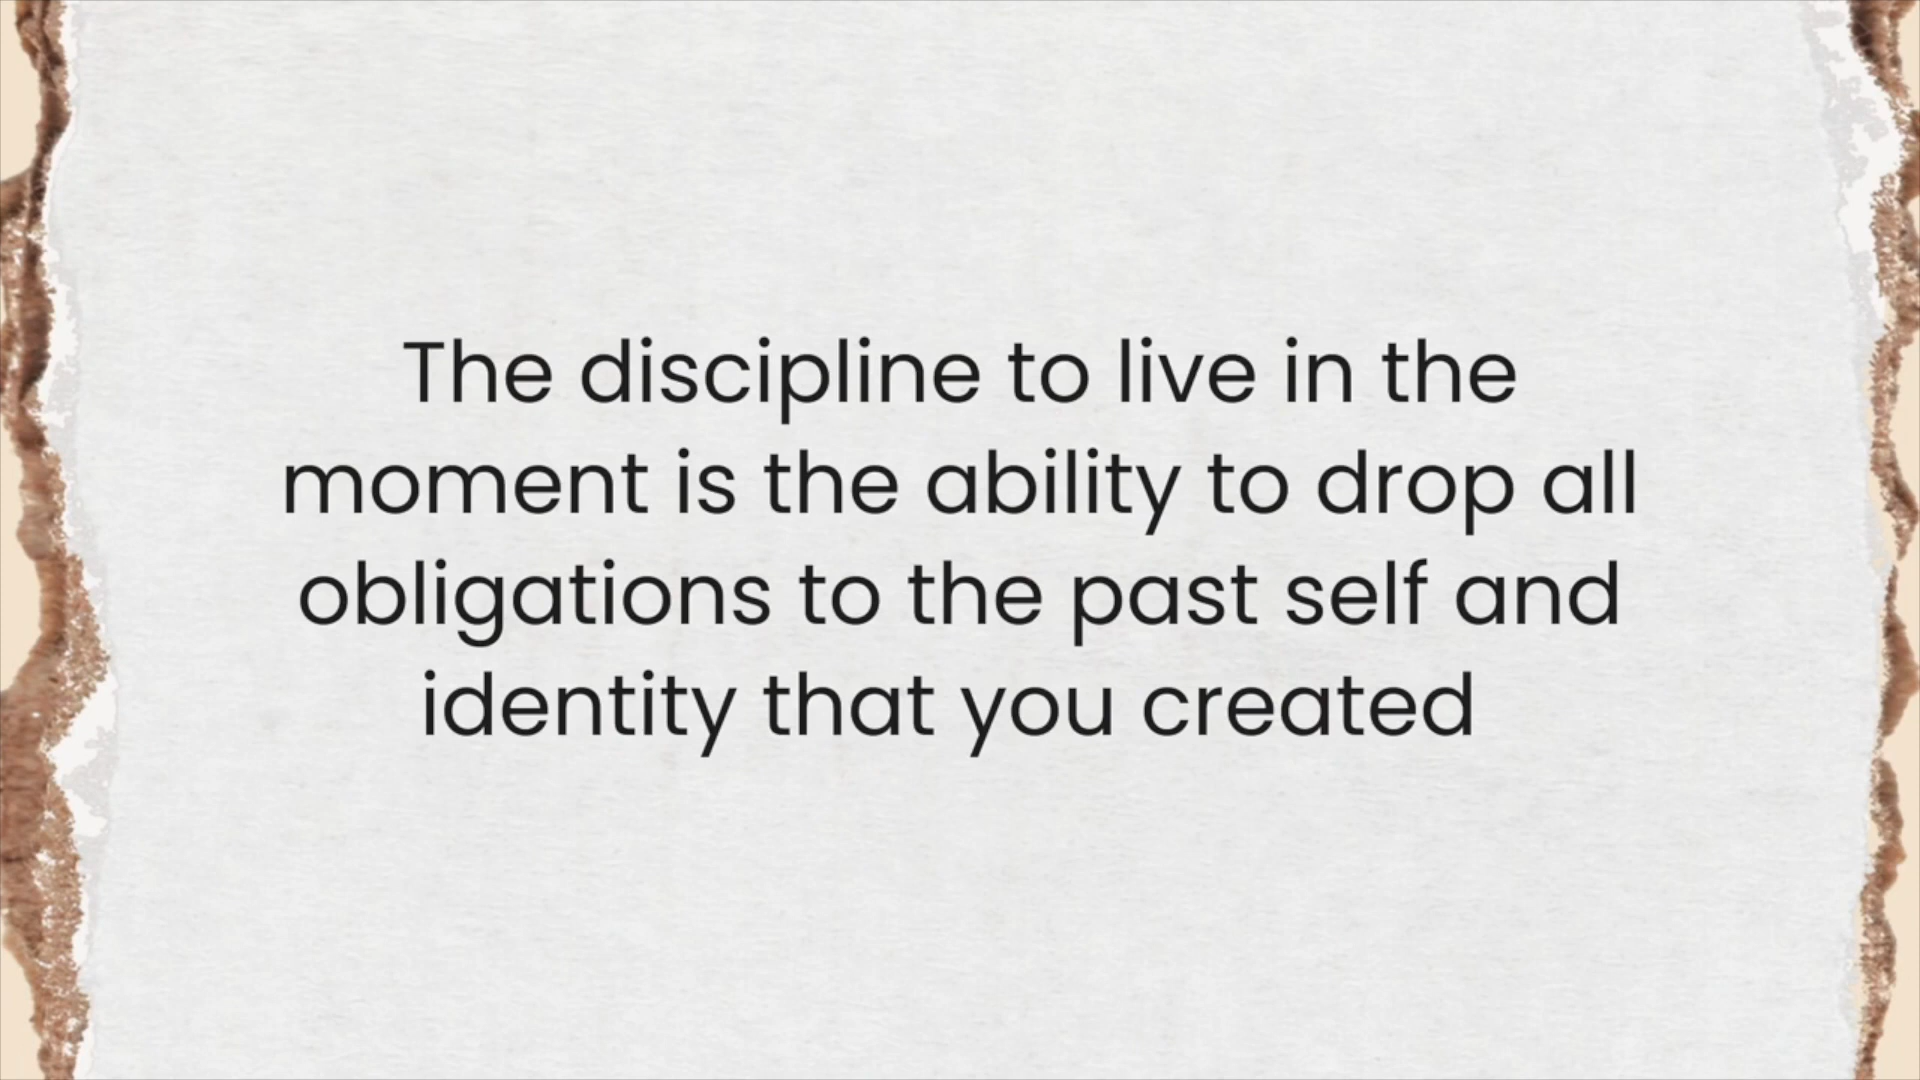 The discipline to live in the
moment is the ability to drop all
obligations to the past self and
identity that you created